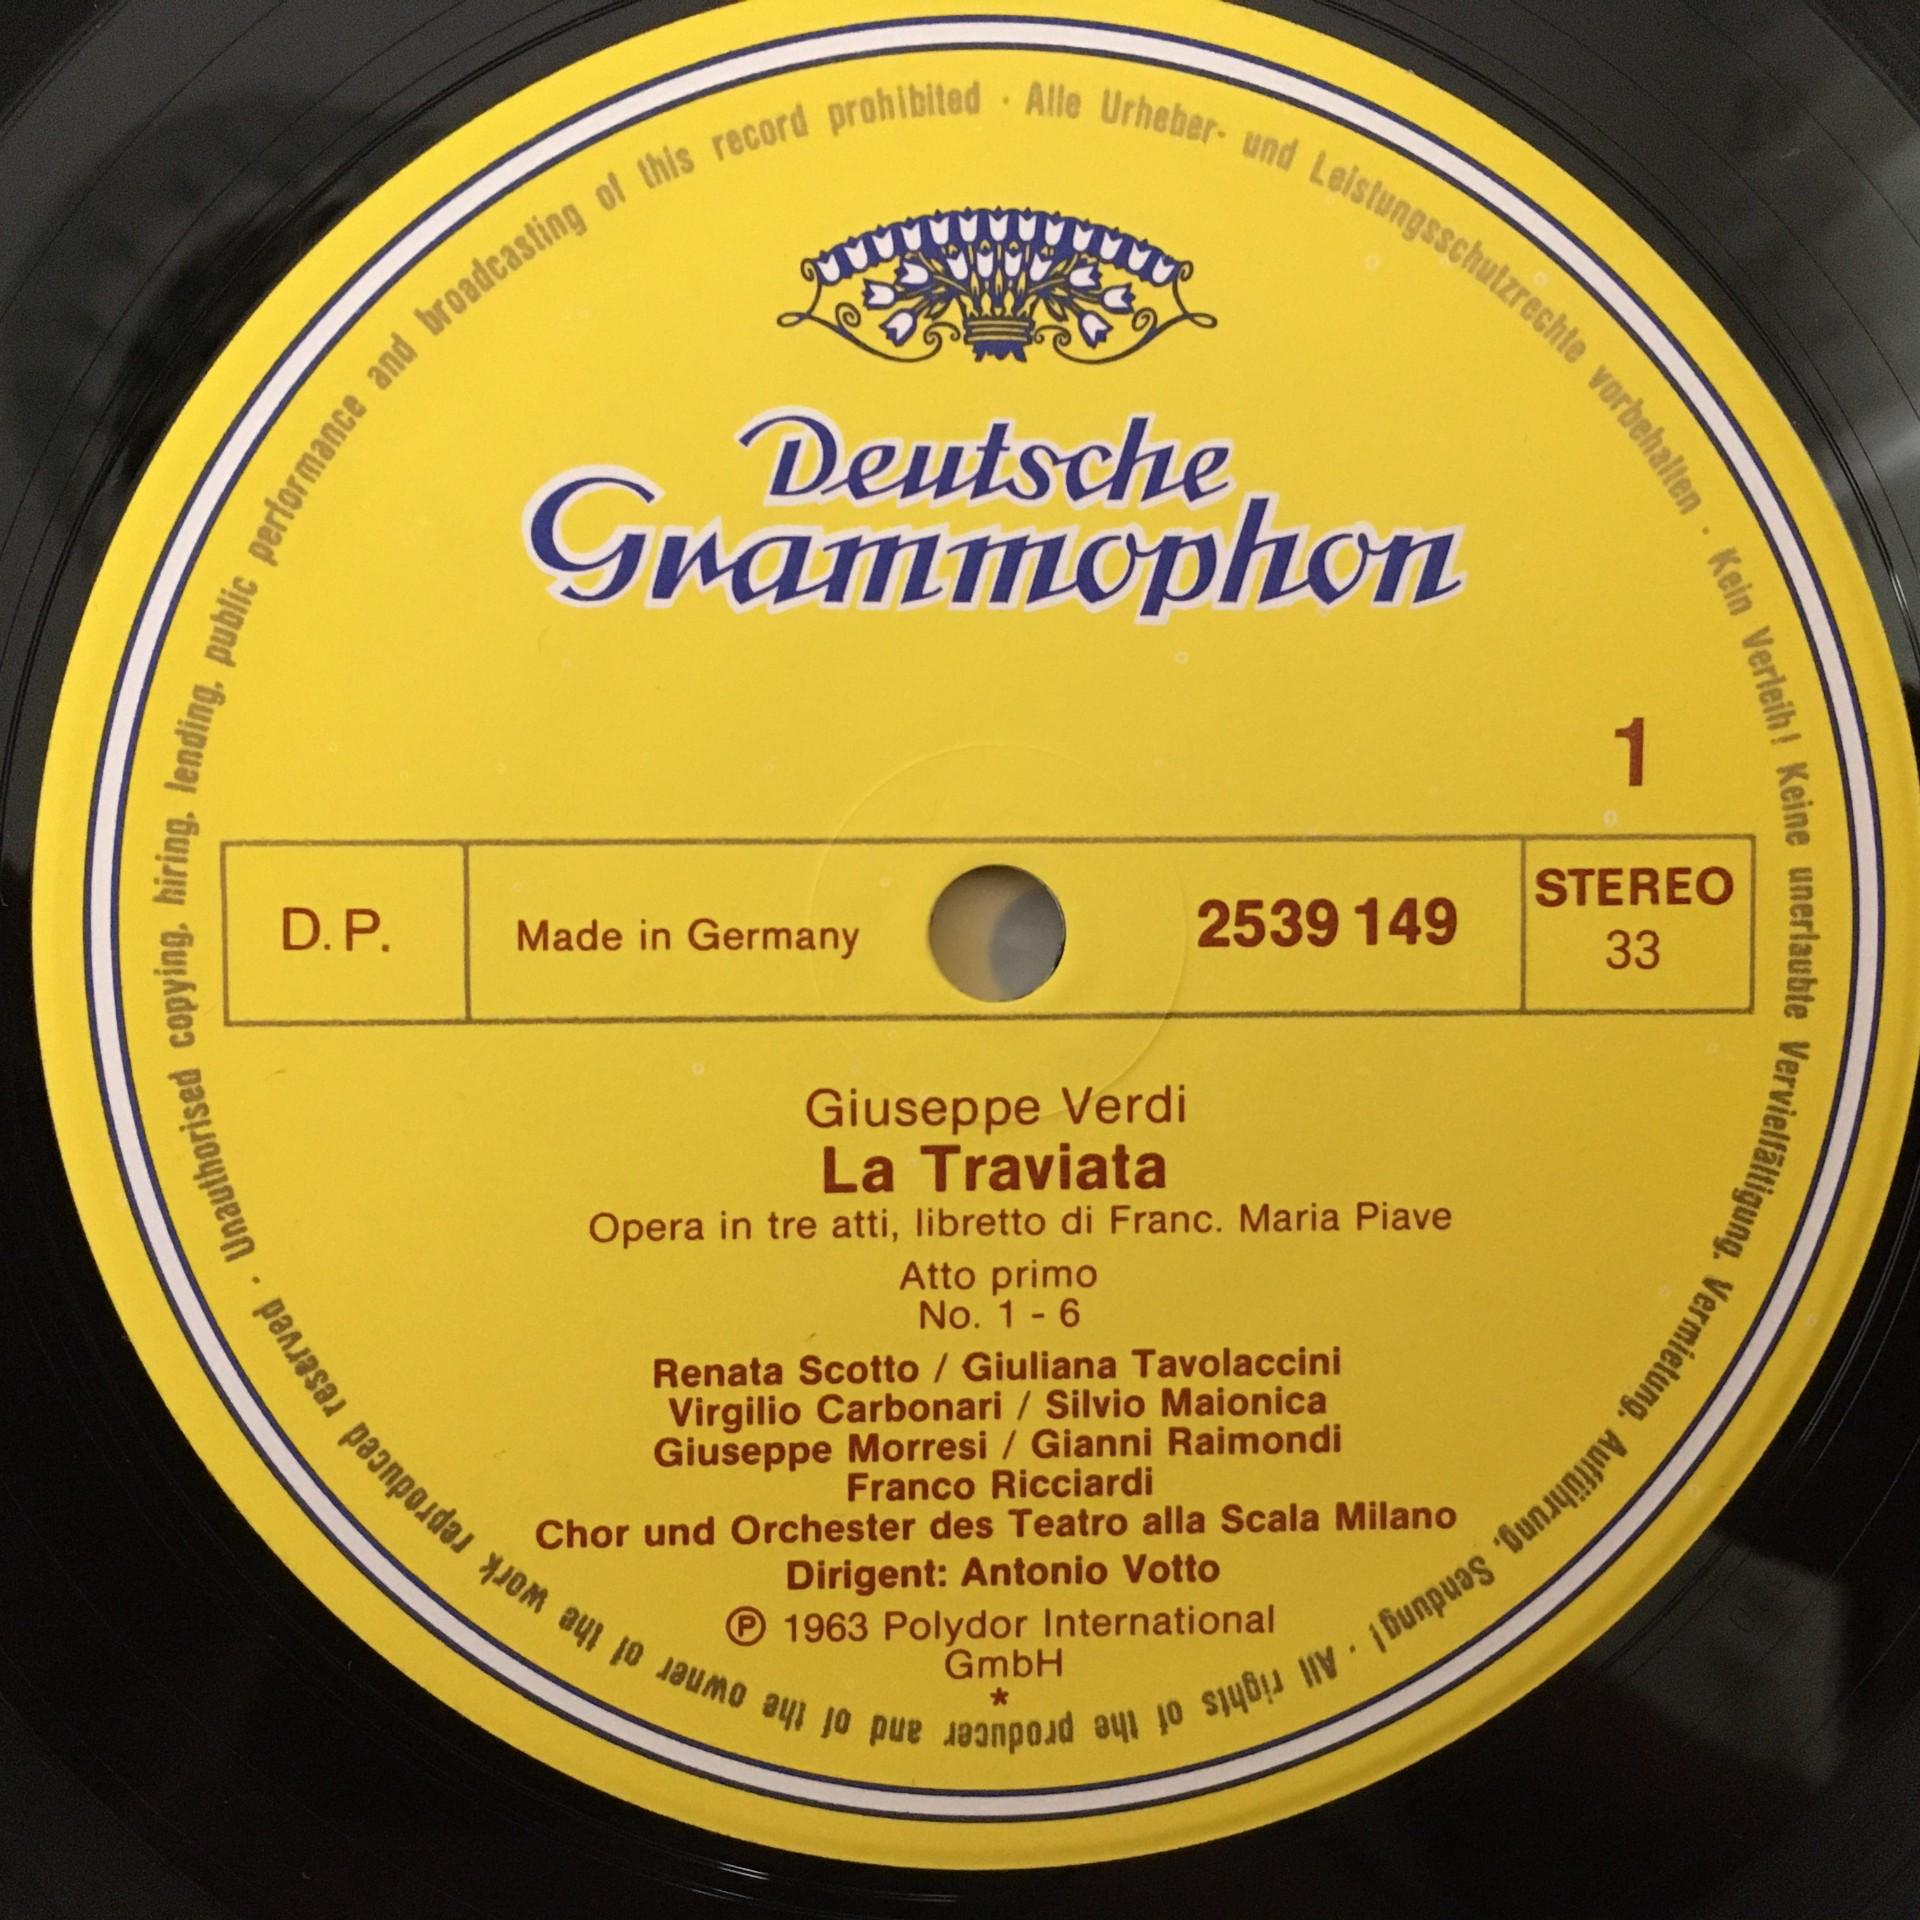 Alle Urheber- und Leistungsschutzrechte vorbehalten · Kein Verleih! Keine unerlaubte Vervielfältigung, Vermietung, Aufführung, Sendung! · All rights of the producer and of the owner of the work reproduced reserved · Unauthorised copying, hiring, lending, public performance and broadcasting of this record prohibited ·
Deutsche
Grammophon
1
D.P.
Made in Germany
2539 149
STEREO
33
Giuseppe Verdi
La Traviata
Opera in tre atti, libretto di Franc. Maria Piave
Atto primo
No. 1 - 6
Renata Scotto / Giuliana Tavolaccini
Virgilio Carbonari / Silvio Maionica
Giuseppe Morresi / Gianni Raimondi
Franco Ricciardi
Chor und Orchester des Teatro alla Scala Milano
Dirigent: Antonio Votto
℗ 1963 Polydor International
GmbH
*